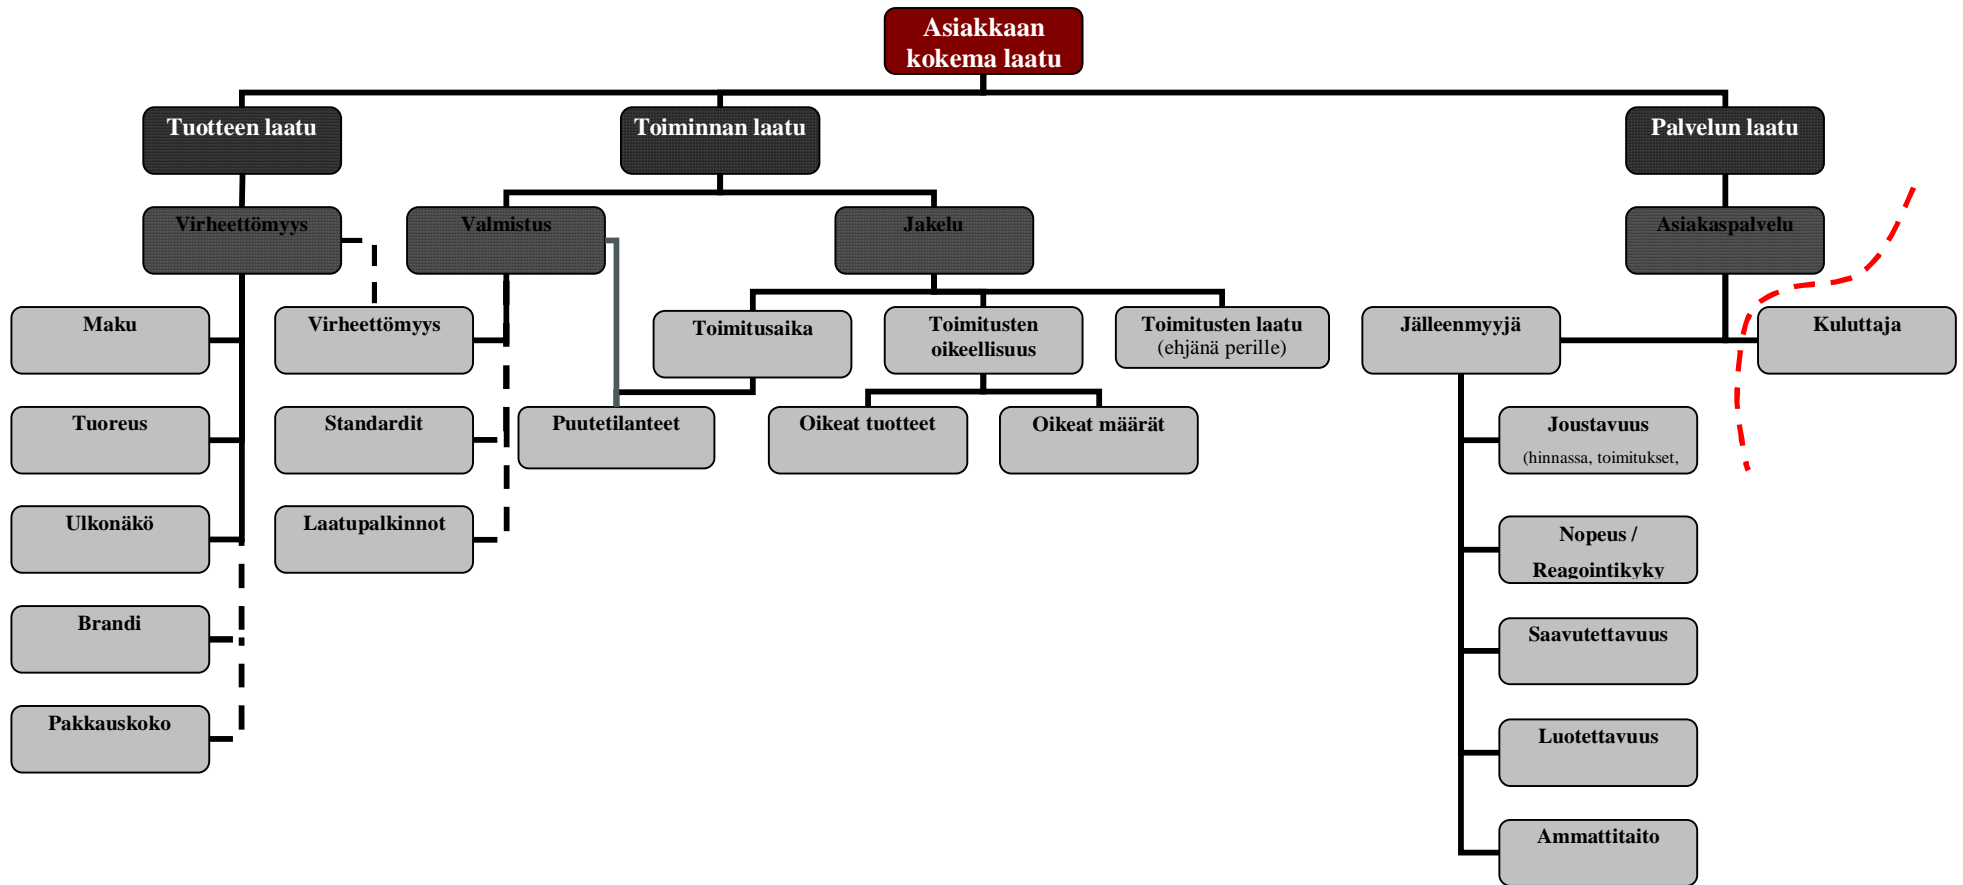 Asiakkaan
kokema laatu
Tuotteen laatu
Toiminnan laatu
Palvelun laatu
Virheettömyys
Valmistus
Jakelu
Asiakaspalvelu
Maku
Virheettömyys
Toimitusaika
Toimitusten
oikeellisuus
Toimitusten laatu
(ehjänä perille)
Jälleenmyyjä
Kuluttaja
Tuoreus
Standardit
Puutetilanteet
Oikeat tuotteet
Oikeat määrät
Joustavuus
(hinnassa, toimitukset,
Ulkonäkö
Laatupalkinnot
Nopeus /
Reagointikyky
Brandi
Saavutettavuus
Pakkauskoko
Luotettavuus
Ammattitaito